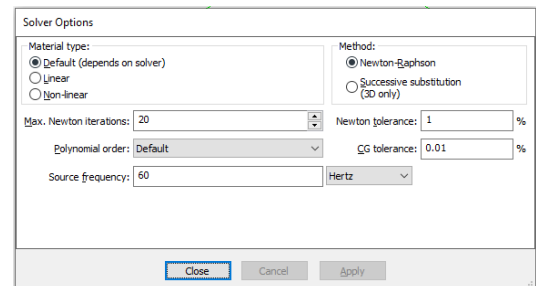 Solver Options
Material type:
Default (depends on solver)
Linear
Non-linear
Method:
Newton-Raphson
Successive substitution
(3D only)
Max. Newton iterations: 20
Newton tolerance: 1 %
Polynomial order: Default
CG tolerance: 0.01 %
Source frequency: 60 Hertz
Close Cancel Apply